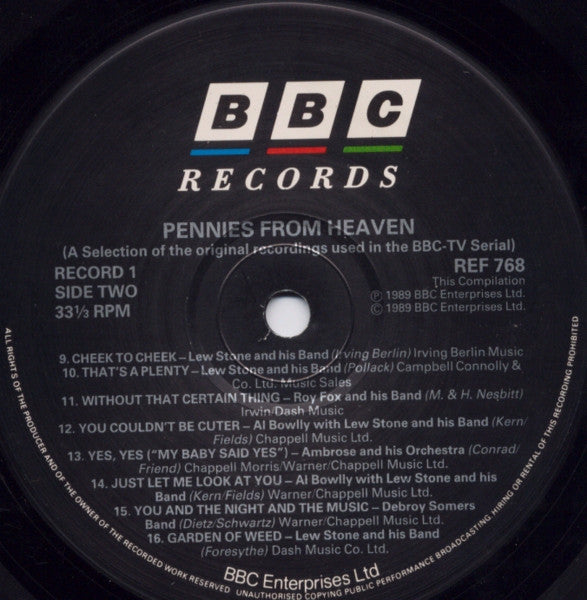 BBC
RECORDS
PENNIES FROM HEAVEN
(A Selection of the original recordings used in the BBC-TV Serial)
RECORD 1
SIDE TWO
33⅓ RPM
REF 768
This Compilation
Ⓟ 1989 BBC Enterprises Ltd.
© 1989 BBC Enterprises Ltd.
9. CHEEK TO CHEEK – Lew Stone and his Band (Irving Berlin) Irving Berlin Music
10. THAT'S A PLENTY – Lew Stone and his Band (Pollack) Campbell Connolly &
Co. Ltd. Music Sales
11. WITHOUT THAT CERTAIN THING – Roy Fox and his Band (M. & H. Nesbitt)
Irwin/Dash Music
12. YOU COULDN'T BE CUTER – Al Bowlly with Lew Stone and his Band (Kern/
Fields) Chappell Music Ltd.
13. YES, YES ("MY BABY SAID YES") – Ambrose and his Orchestra (Conrad/
Friend) Chappell Morris/Warner/Chappell Music Ltd.
14. JUST LET ME LOOK AT YOU – Al Bowlly with Lew Stone and his
Band (Kern/Fields) Warner/Chappell Music Ltd.
15. YOU AND THE NIGHT AND THE MUSIC – Debroy Somers
Band (Dietz/Schwartz) Warner/Chappell Music Ltd.
16. GARDEN OF WEED – Lew Stone and his Band
(Foresythe) Dash Music Co. Ltd.
BBC Enterprises Ltd
ALL RIGHTS OF THE PRODUCER AND OF THE OWNER OF THE RECORDED WORK RESERVED UNAUTHORISED COPYING PUBLIC PERFORMANCE BROADCASTING, HIRING OR RENTAL OF THIS RECORDING PROHIBITED